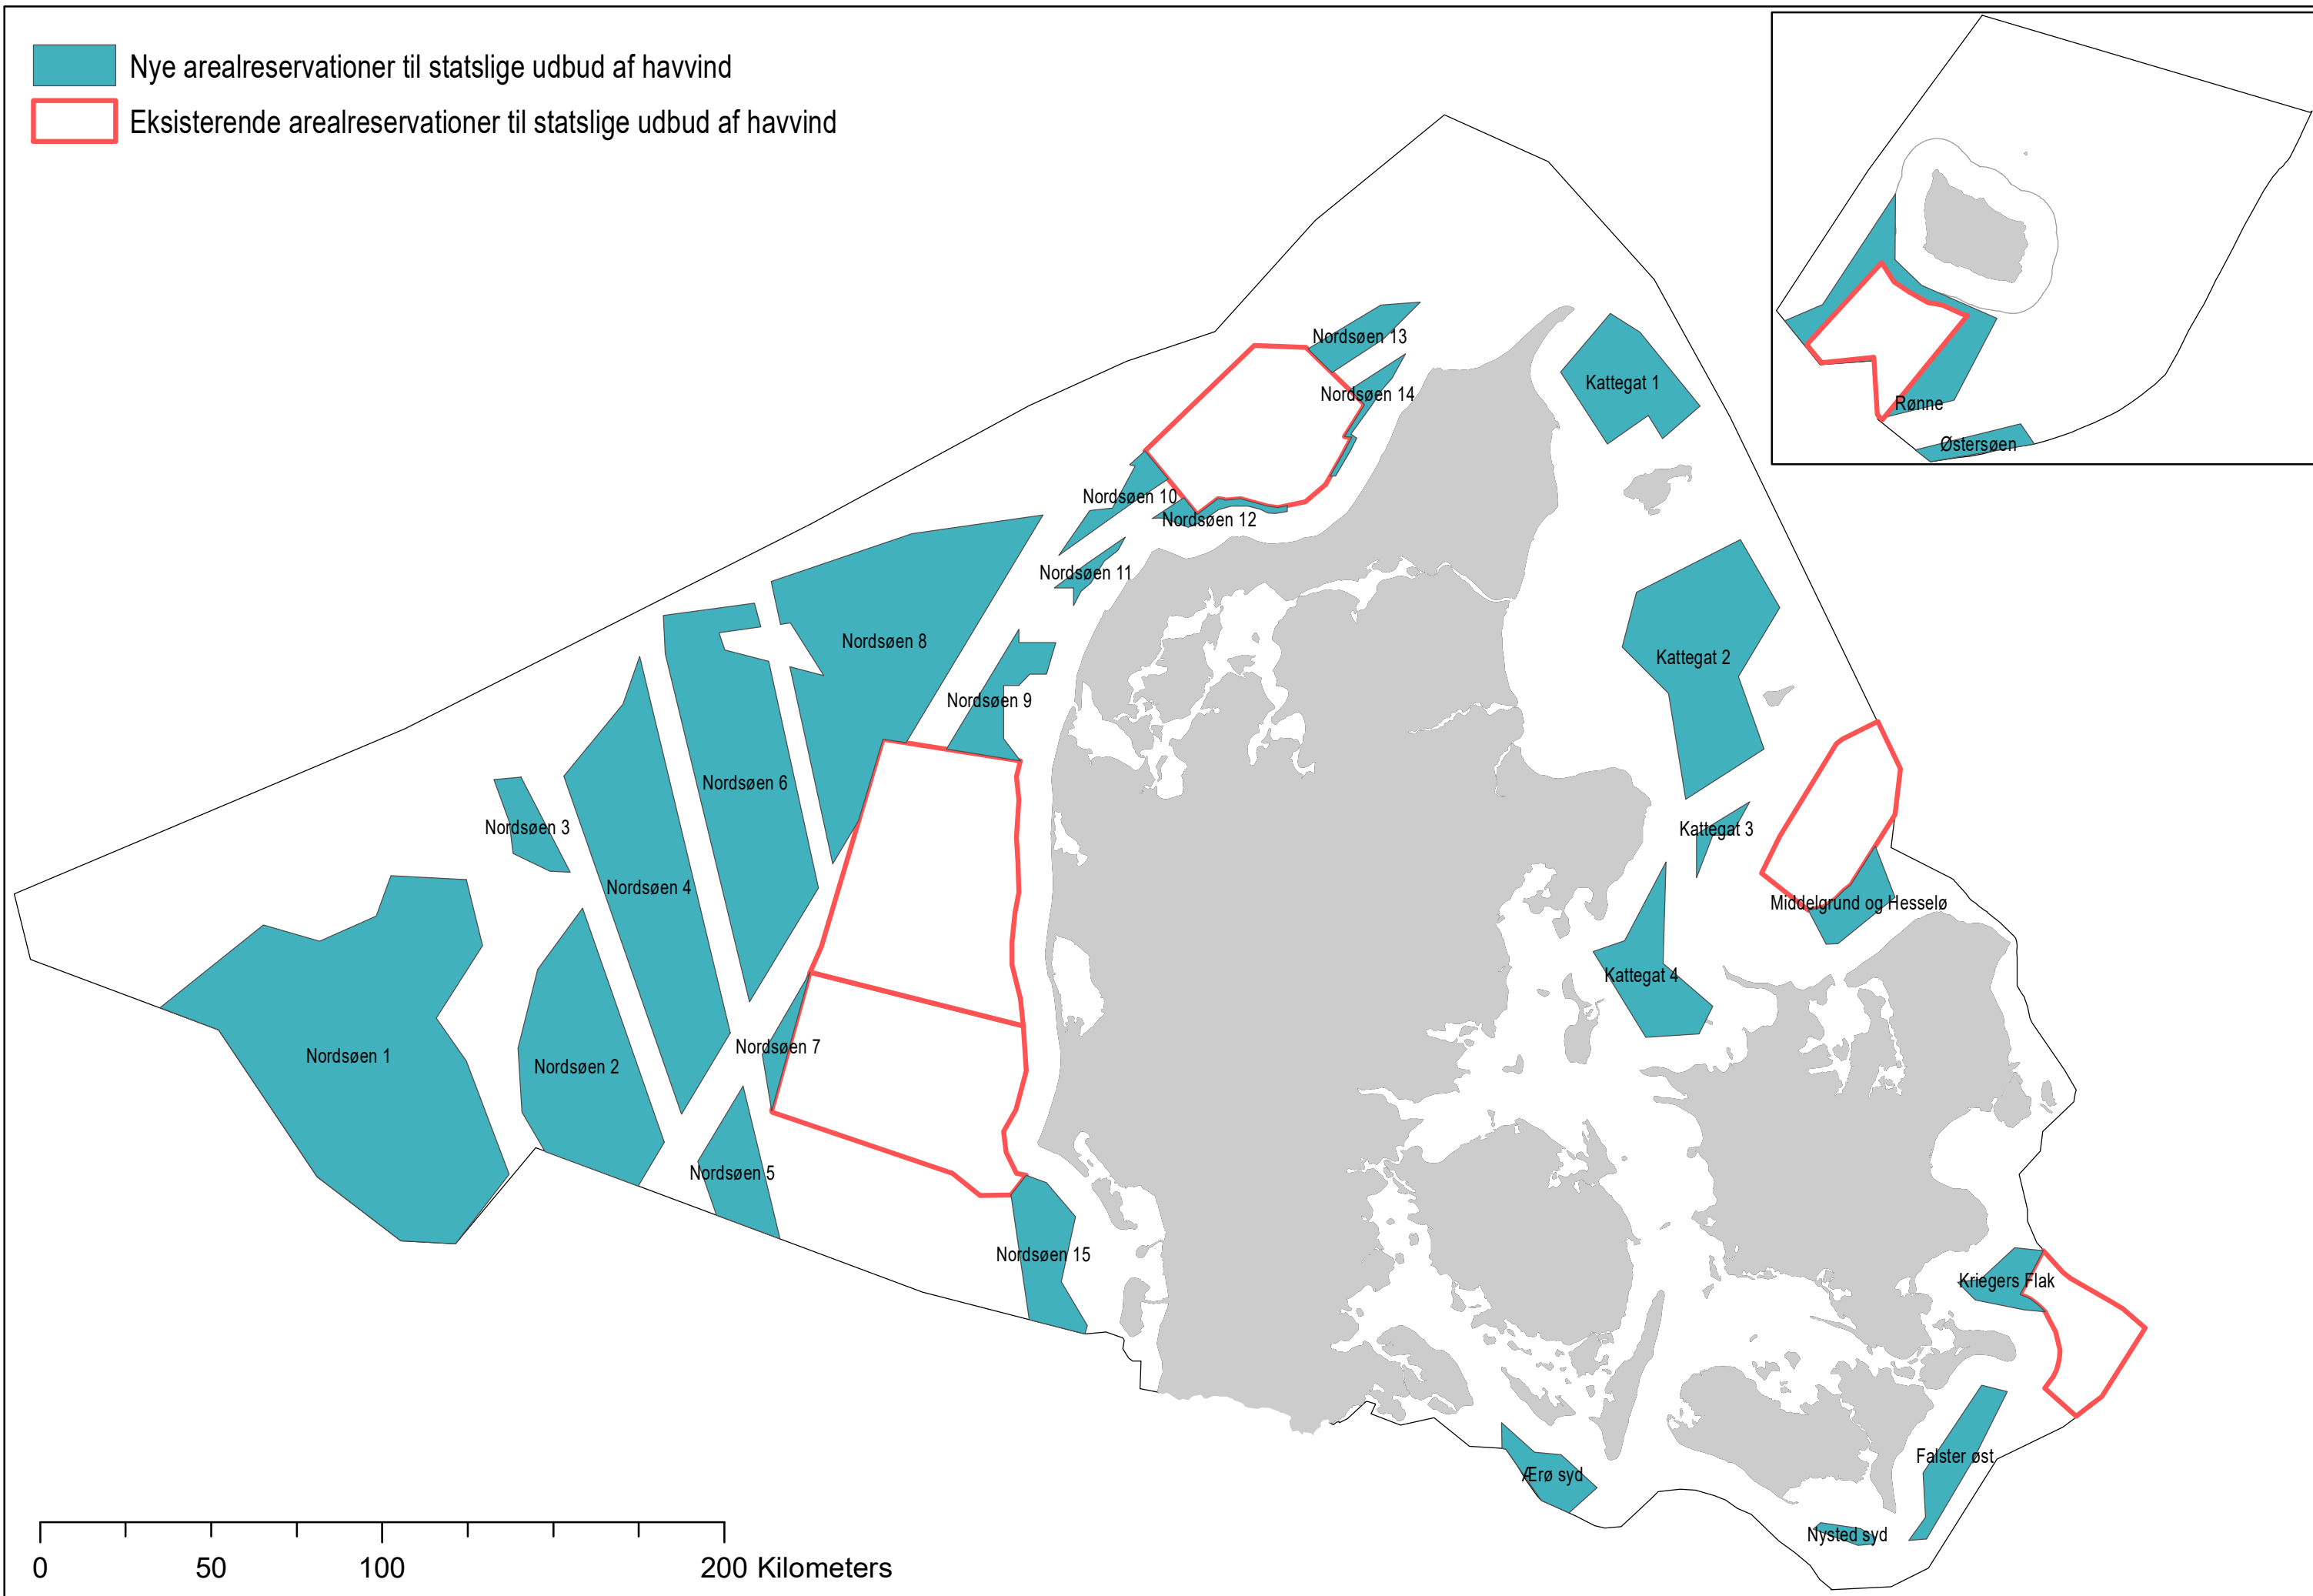 Nye arealreservationer til statslige udbud af havvind
Eksisterende arealreservationer til statslige udbud af havvind
Nordsøen 13
Nordsøen 14
Kattegat 1
Rønne
Østersøen
Nordsøen 10
Nordsøen 12
Nordsøen 11
Nordsøen 8
Kattegat 2
Nordsøen 9
Nordsøen 6
Nordsøen 3
Kattegat 3
Nordsøen 4
Middelgrund og Hesselø
Kattegat 4
Nordsøen 7
Nordsøen 1
Nordsøen 2
Nordsøen 5
Nordsøen 15
Kriegers Flak
Falster øst
Ærø syd
Nysted syd
0 50 100 200 Kilometers